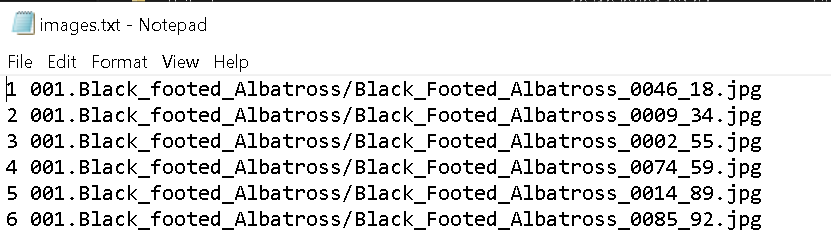 images.txt - Notepad
File Edit Format View Help
1 001.Black_footed_Albatross/Black_Footed_Albatross_0046_18.jpg
2 001.Black_footed_Albatross/Black_Footed_Albatross_0009_34.jpg
3 001.Black_footed_Albatross/Black_Footed_Albatross_0002_55.jpg
4 001.Black_footed_Albatross/Black_Footed_Albatross_0074_59.jpg
5 001.Black_footed_Albatross/Black_Footed_Albatross_0014_89.jpg
6 001.Black_footed_Albatross/Black_Footed_Albatross_0085_92.jpg